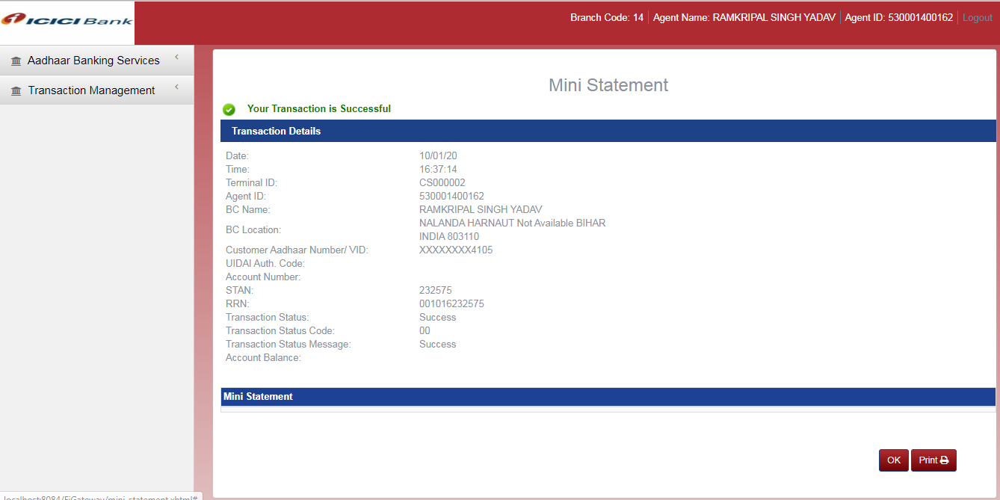 ICICI Bank
Branch Code: 14 Agent Name: RAMKRIPAL SINGH YADAV Agent ID: 530001400162 Logout
Aadhaar Banking Services
Transaction Management
Mini Statement
Your Transaction is Successful
Transaction Details
Date: 10/01/20
Time: 16:37:14
Terminal ID: CS000002
Agent ID: 530001400162
BC Name: RAMKRIPAL SINGH YADAV
BC Location: NALANDA HARNAUT Not Available BIHAR
INDIA 803110
Customer Aadhaar Number/ VID: XXXXXXXX4105
UIDAI Auth. Code:
Account Number:
STAN: 232575
RRN: 001016232575
Transaction Status: Success
Transaction Status Code: 00
Transaction Status Message: Success
Account Balance:
Mini Statement
OK Print
localhost:8084/FiGateway/mini_statement.xhtml#